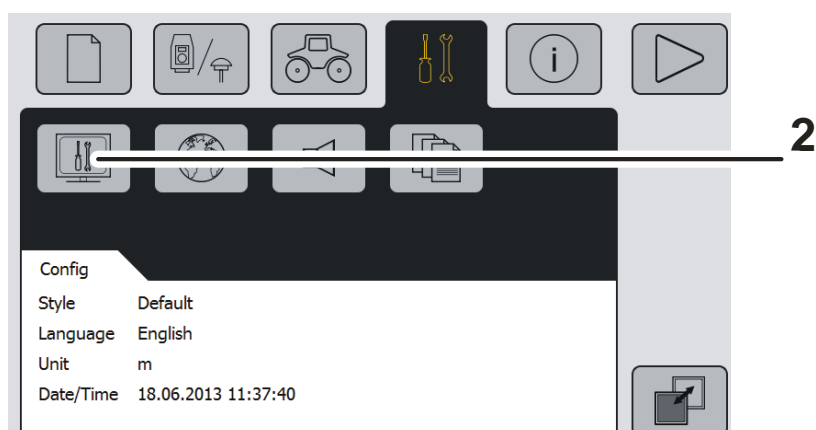 i
2
Config
Style Default
Language English
Unit m
Date/Time 18.06.2013 11:37:40